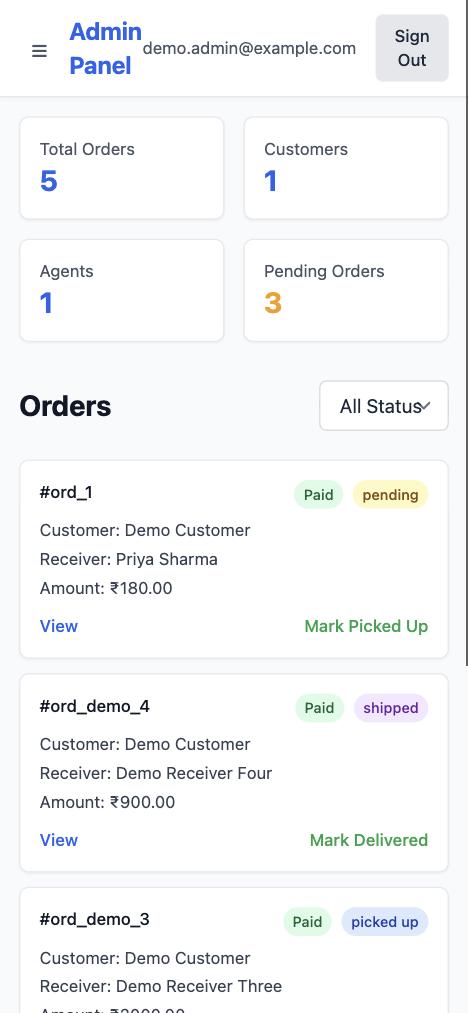 Admin Panel
demo.admin@example.com
Sign Out
Total Orders
5
Customers
1
Agents
1
Pending Orders
3
Orders
All Status
#ord_1
Paid
pending
Customer: Demo Customer
Receiver: Priya Sharma
Amount: ₹180.00
View
Mark Picked Up
#ord_demo_4
Paid
shipped
Customer: Demo Customer
Receiver: Demo Receiver Four
Amount: ₹900.00
View
Mark Delivered
#ord_demo_3
Paid
picked up
Customer: Demo Customer
Receiver: Demo Receiver Three